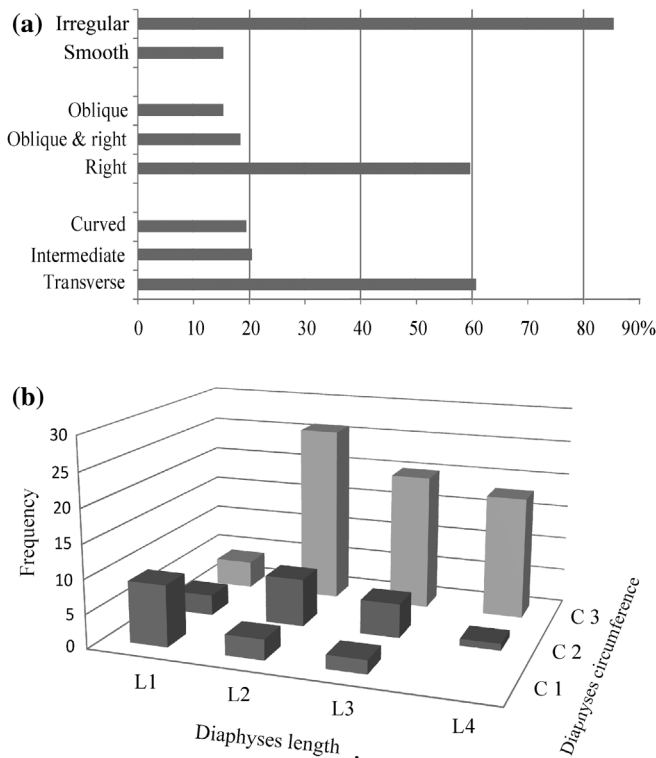 (a)
Irregular
Smooth
Oblique
Oblique & right
Right
Curved
Intermediate
Transverse
0 10 20 30 40 50 60 70 80 90%
(b)
30
25
20
15
10
5
0
Frequency
L1
L2
L3
L4
Diaphyses length
C 1
C 2
C 3
Diaphyses circumference